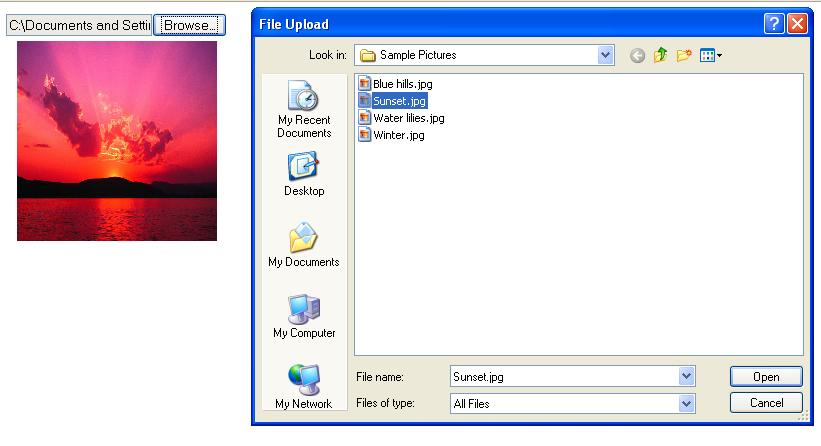 C:\Documents and Settin
Browse...
File Upload
Look in:
Sample Pictures
My Recent
Documents
Desktop
My Documents
My Computer
My Network
Blue hills.jpg
Sunset.jpg
Water lilies.jpg
Winter.jpg
File name:
Sunset.jpg
Open
Files of type:
All Files
Cancel